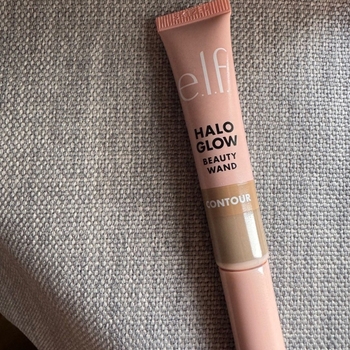 e.l.f.
HALO
GLOW
BEAUTY
WAND
CONTOUR